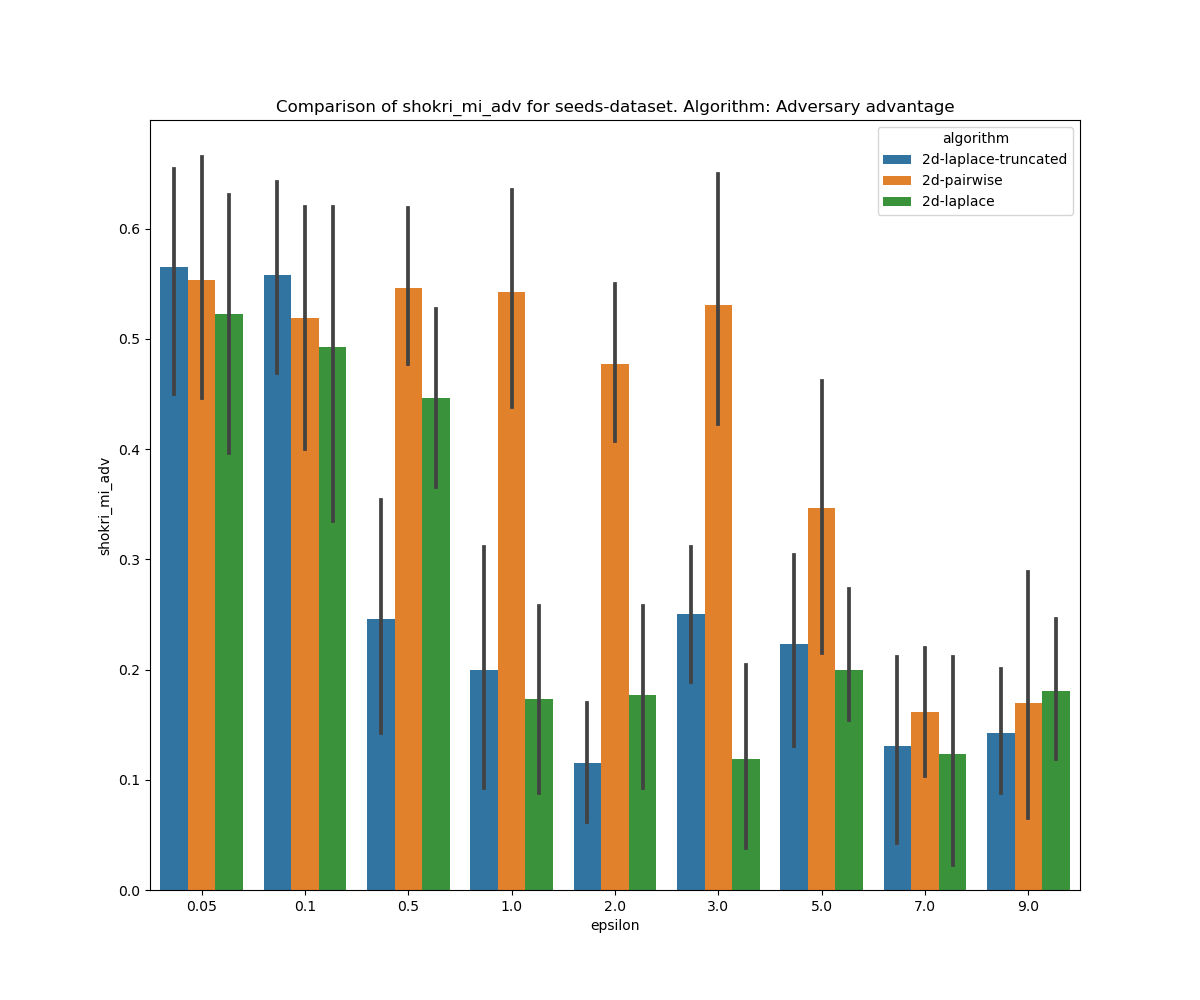 Comparison of shokri_mi_adv for seeds-dataset. Algorithm: Adversary advantage
algorithm
2d-laplace-truncated
2d-pairwise
2d-laplace
shokri_mi_adv
0.6
0.5
0.4
0.3
0.2
0.1
0.0
0.05 0.1 0.5 1.0 2.0 3.0 5.0 7.0 9.0
epsilon